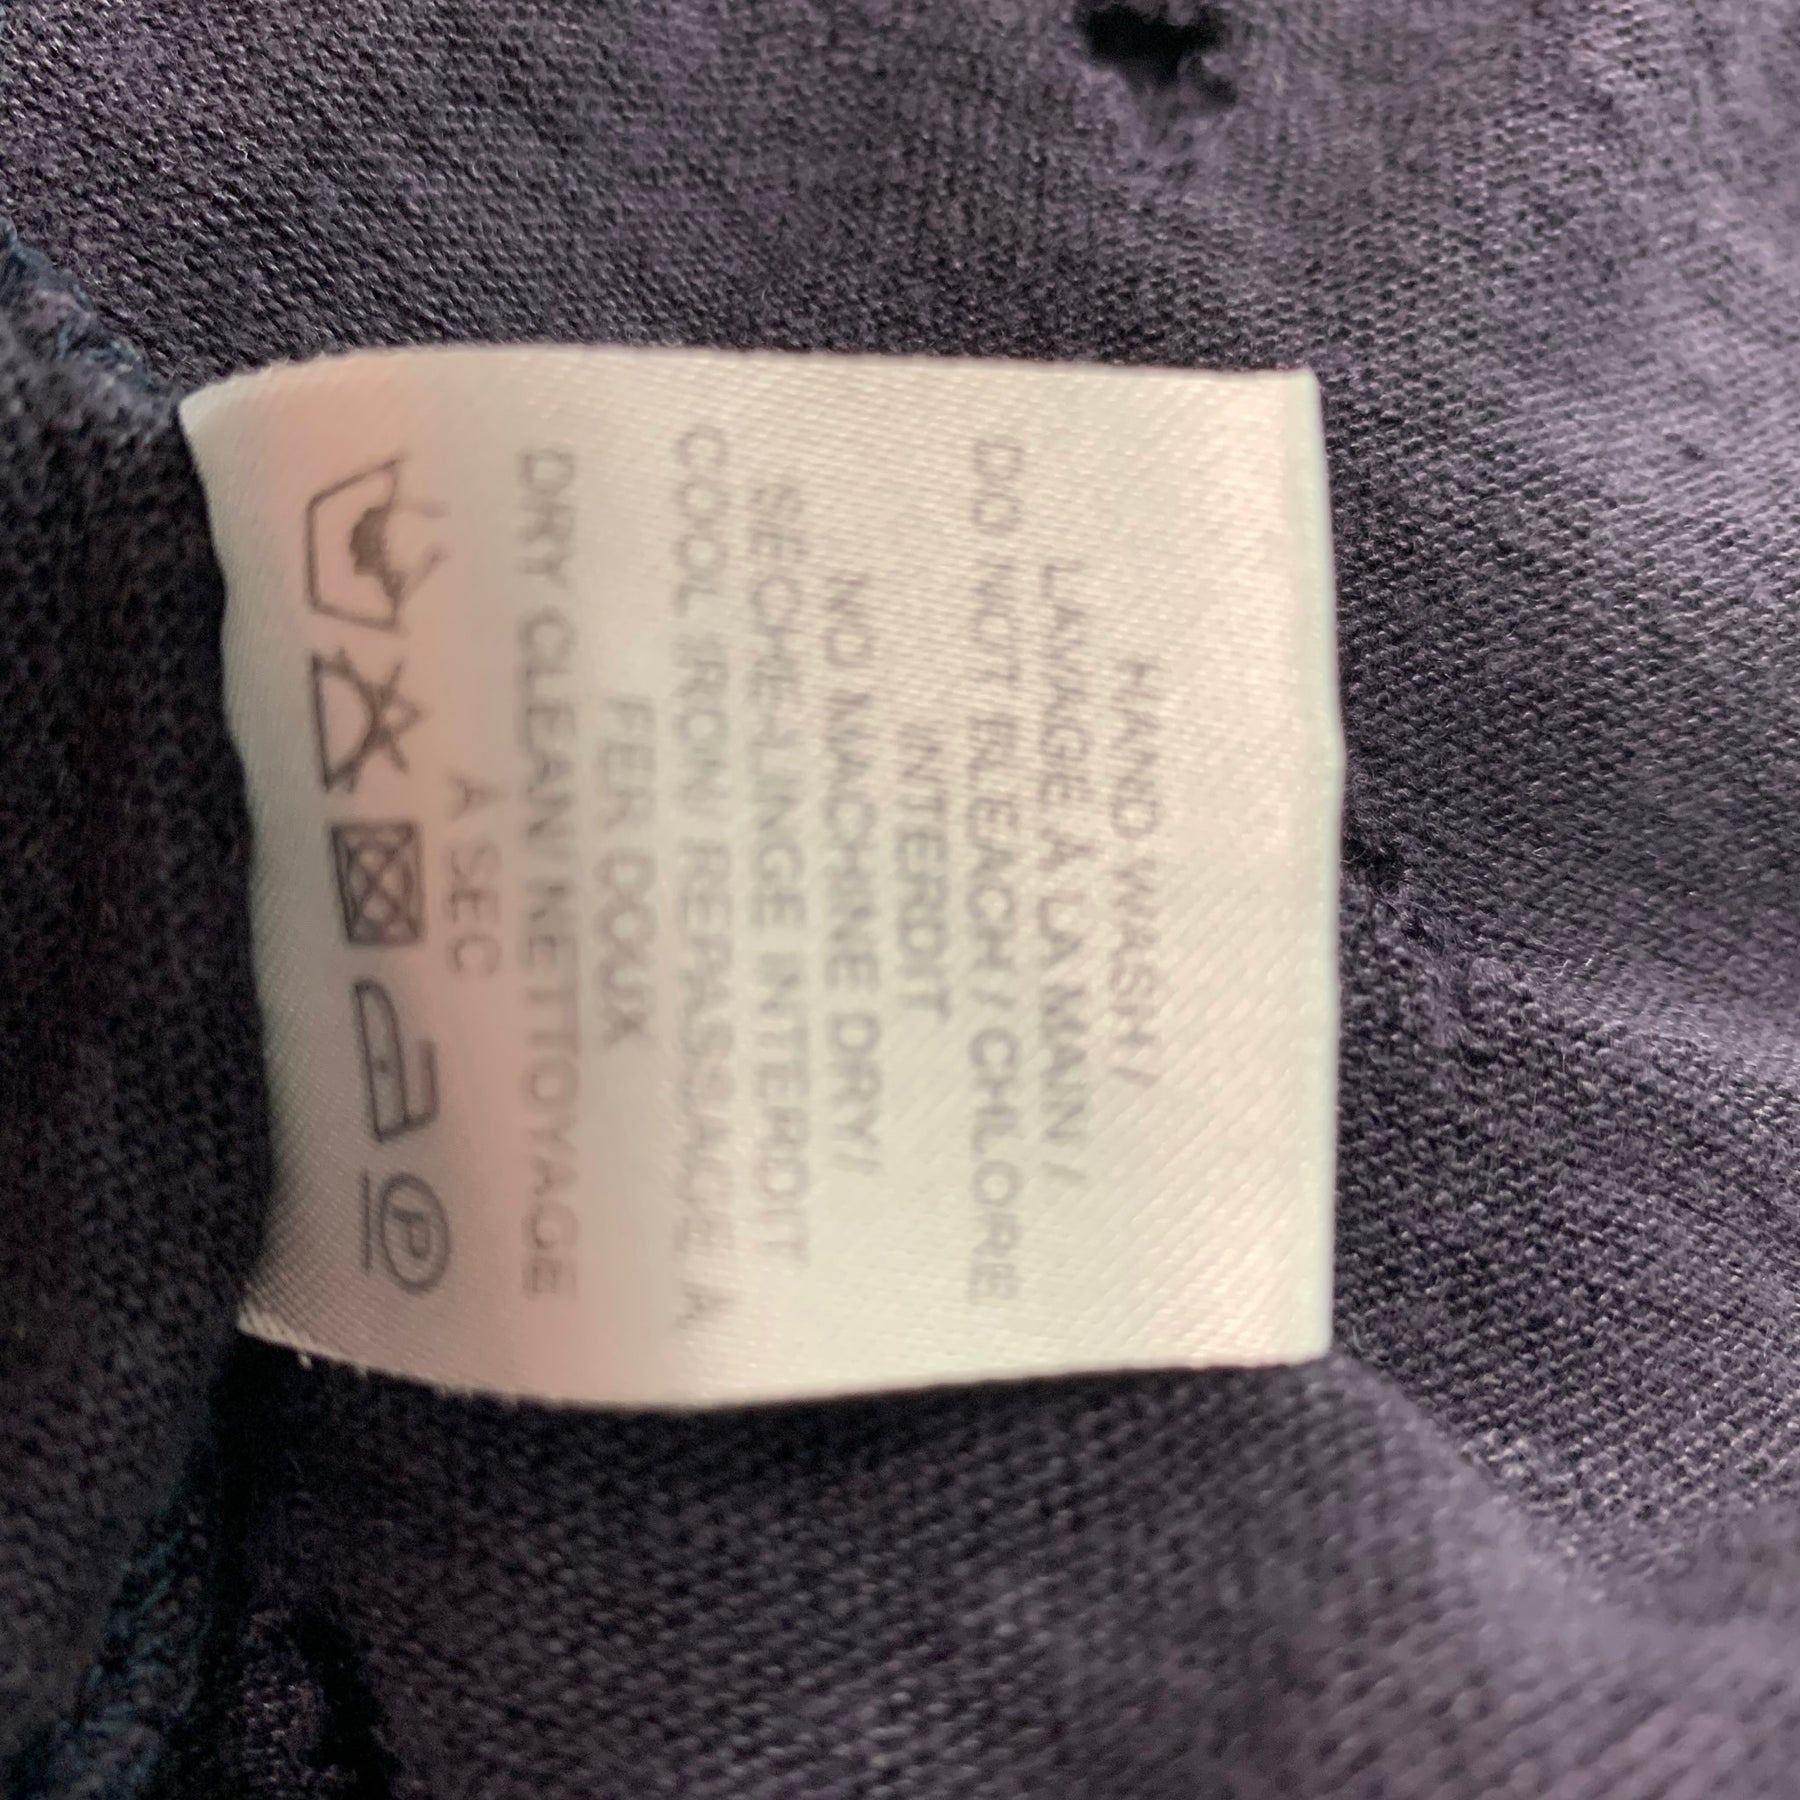 HAND WASH /
LAVAGE À LA MAIN /
DO NOT BLEACH / CHLORE
INTERDIT
NO MACHINE DRY /
SÉCHE-LINGE INTERDIT
COOL IRON REPASSAGE A
FER DOUX
DRY CLEAN NETTOYAGE
À SEC
P